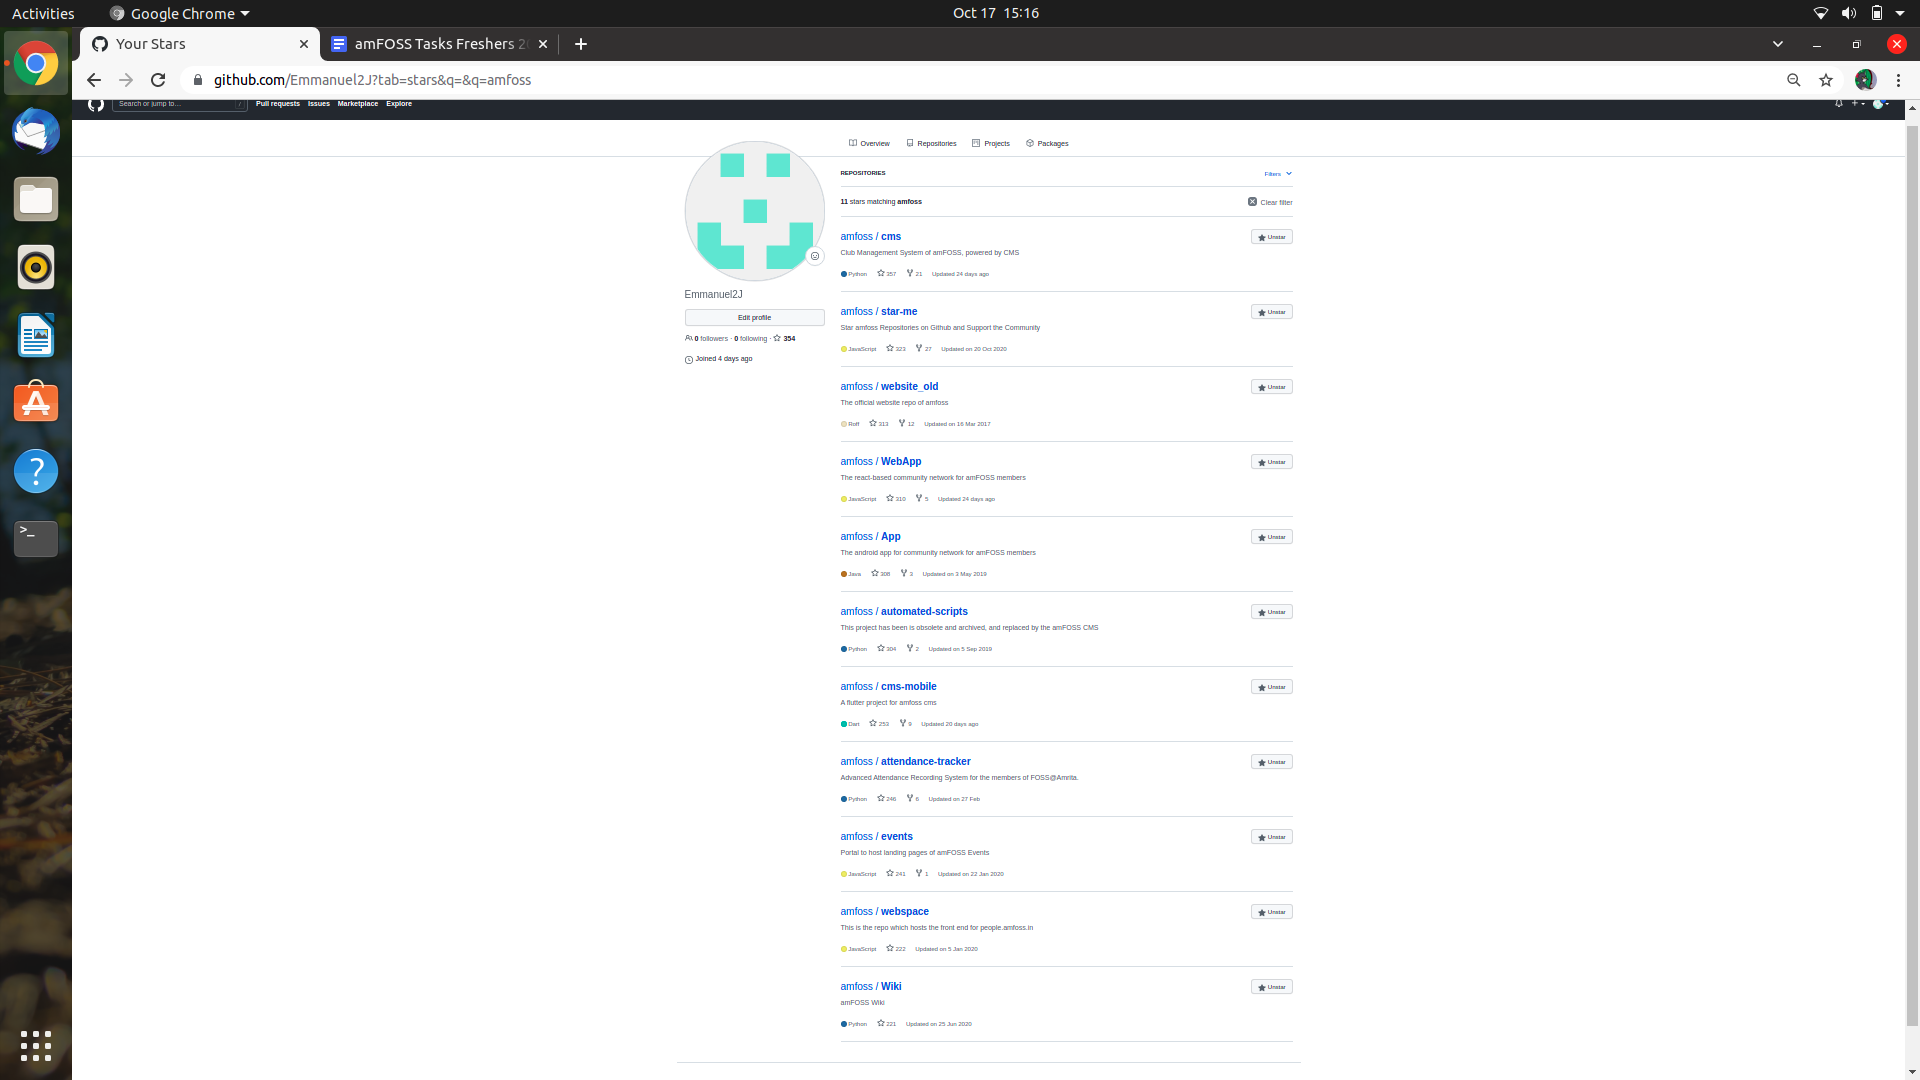 Activities
Google Chrome
Oct 17 15:16
Your Stars
amFOSS Tasks Freshers 2
github.com/Emmanuel2J?tab=stars&q=&q=amfoss
Search or jump to...
/
Pull requests
Issues
Marketplace
Explore
Overview
Repositories
Projects
Packages
Emmanuel2J
Edit profile
0 followers · 0 following · 354
Joined 4 days ago
REPOSITORIES
Filters
11 stars matching amfoss
Clear filter
amfoss / cms
Unstar
Club Management System of amFOSS, powered by CMS
Python 357 21 Updated 24 days ago
amfoss / star-me
Unstar
Star amfoss Repositories on Github and Support the Community
JavaScript 323 27 Updated on 20 Oct 2020
amfoss / website_old
Unstar
The official website repo of amfoss
Roff 313 12 Updated on 16 Mar 2017
amfoss / WebApp
Unstar
The react-based community network for amFOSS members
JavaScript 310 5 Updated 24 days ago
amfoss / App
Unstar
The android app for community network for amFOSS members
Java 308 3 Updated on 3 May 2019
amfoss / automated-scripts
Unstar
This project has been is obsolete and archived, and replaced by the amFOSS CMS
Python 304 2 Updated on 5 Sep 2019
amfoss / cms-mobile
Unstar
A flutter project for amfoss cms
Dart 253 9 Updated 20 days ago
amfoss / attendance-tracker
Unstar
Advanced Attendance Recording System for the members of FOSS@Amrita.
Python 246 6 Updated on 27 Feb
amfoss / events
Unstar
Portal to host landing pages of amFOSS Events
JavaScript 241 1 Updated on 22 Jan 2020
amfoss / webspace
Unstar
This is the repo which hosts the front end for people.amfoss.in
JavaScript 222 Updated on 5 Jan 2020
amfoss / Wiki
Unstar
amFOSS Wiki
Python 221 Updated on 25 Jun 2020